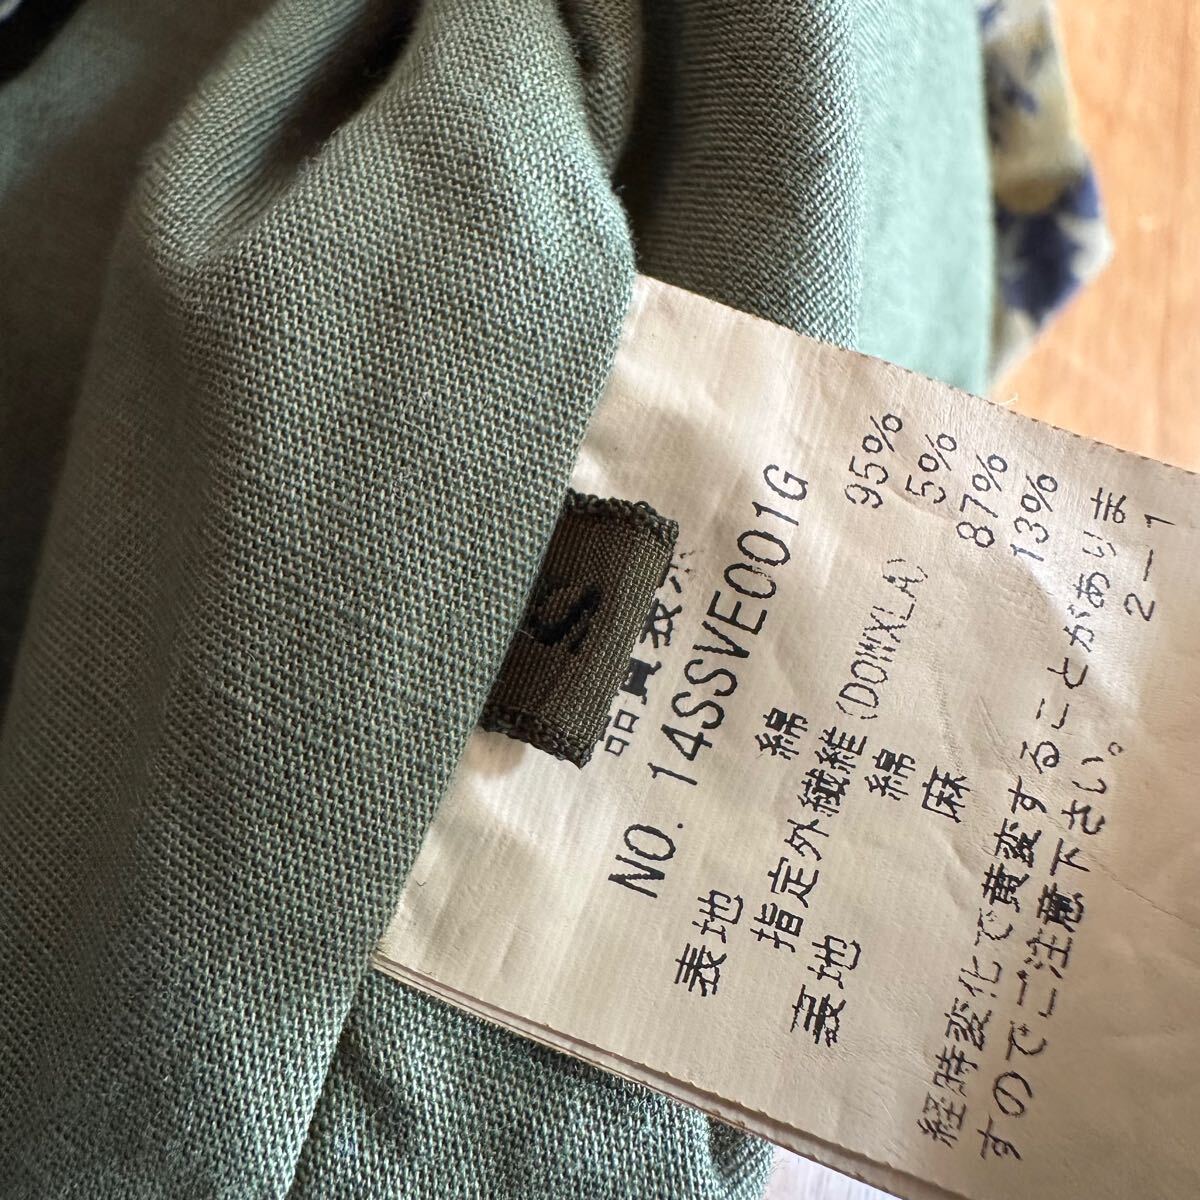 S
品質表示
NO. 14SSVE001G
表地
綿 95%
指定外繊維(DOWXLA) 5%
裏地
綿 87%
麻 13%
経時変化で黄変することがありま
すのでご注意下さい。
2-1